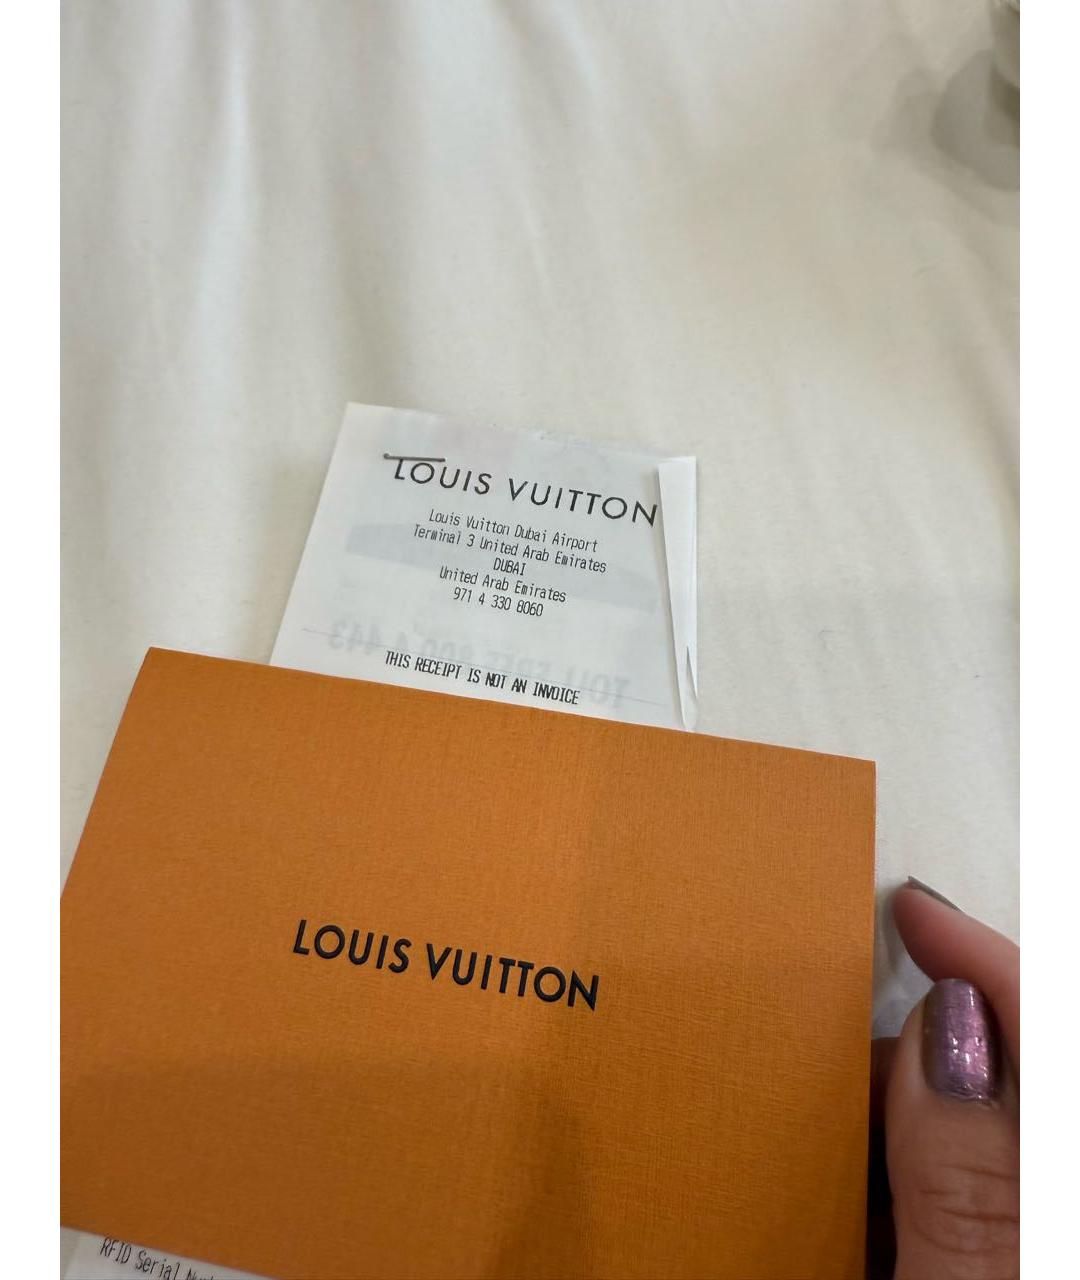 LOUIS VUITTON
Louis Vuitton Dubai Airport
Terminal 3 United Arab Emirates
DUBAI
United Arab Emirates
971 4 330 8060
THIS RECEIPT IS NOT AN INVOICE
LOUIS VUITTON
RFID Serial